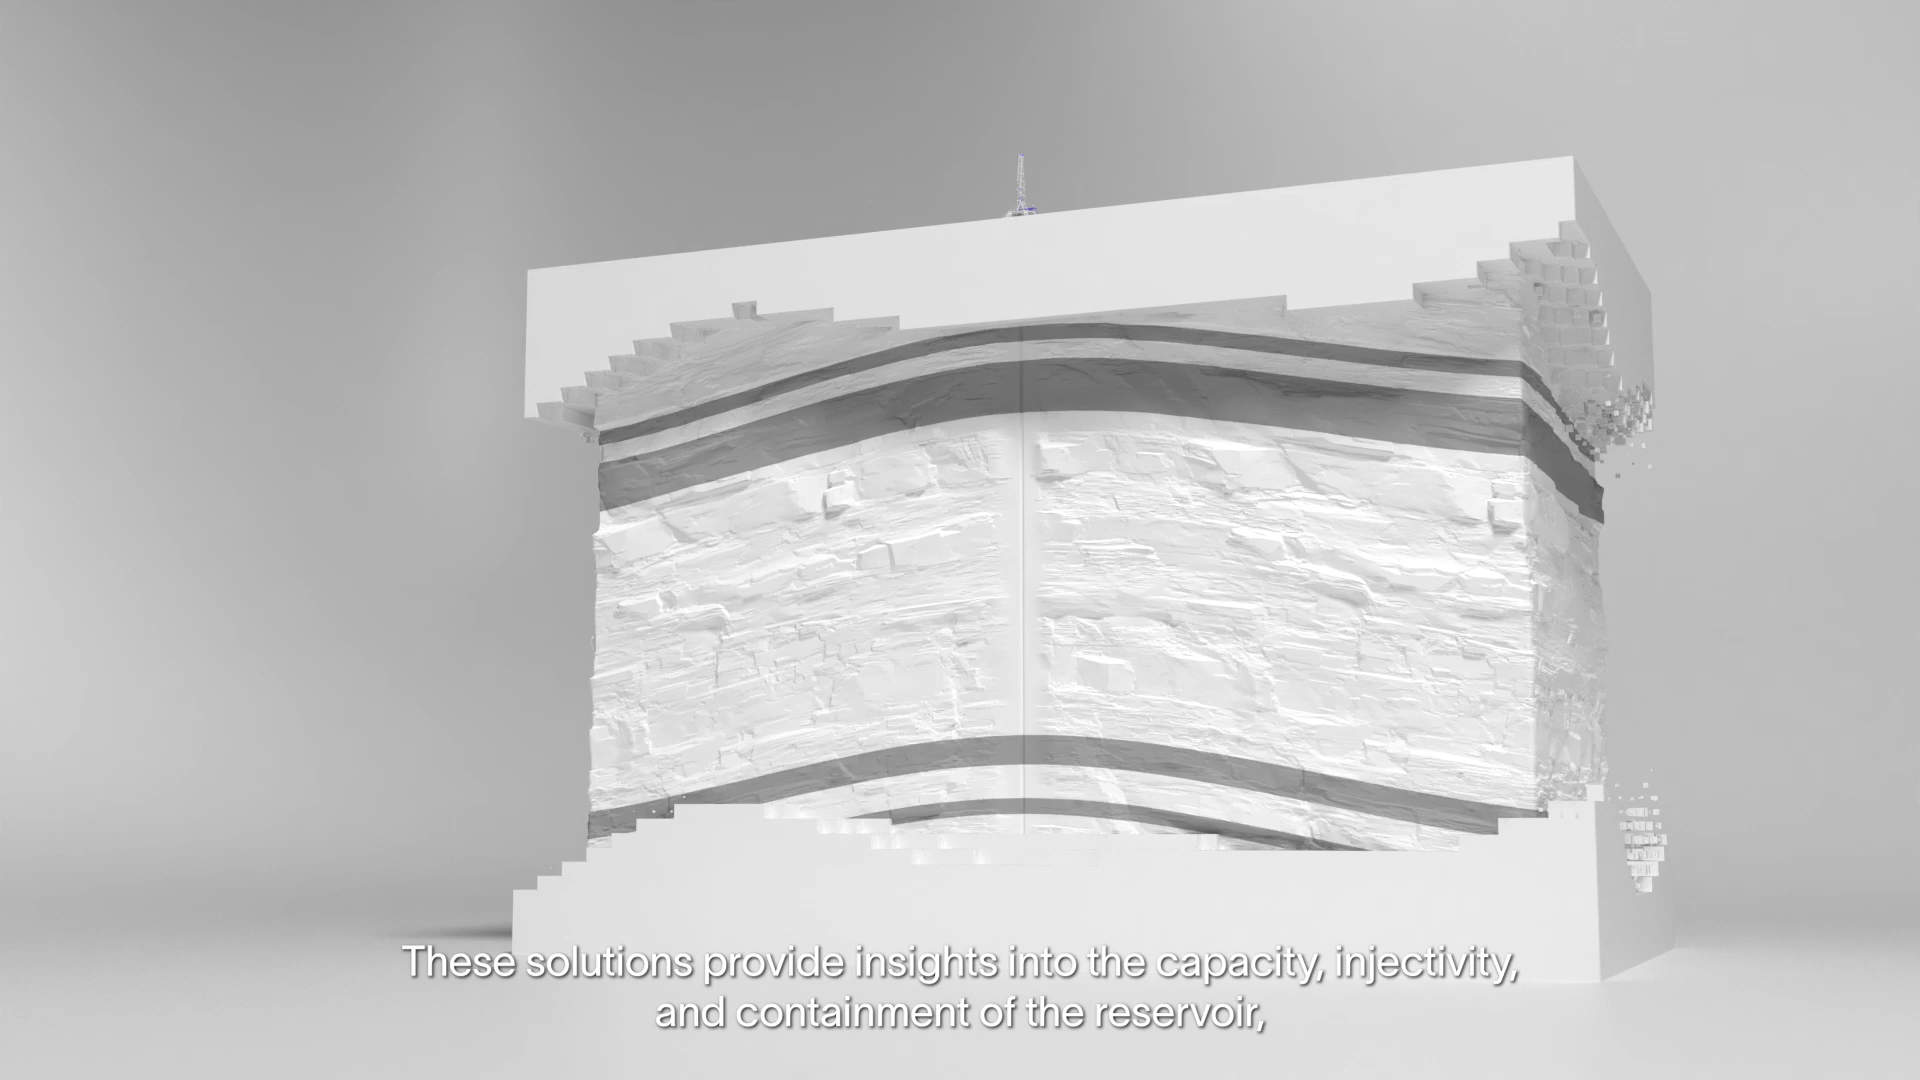 These solutions provide insights into the capacity, injectivity,
and containment of the reservoir,